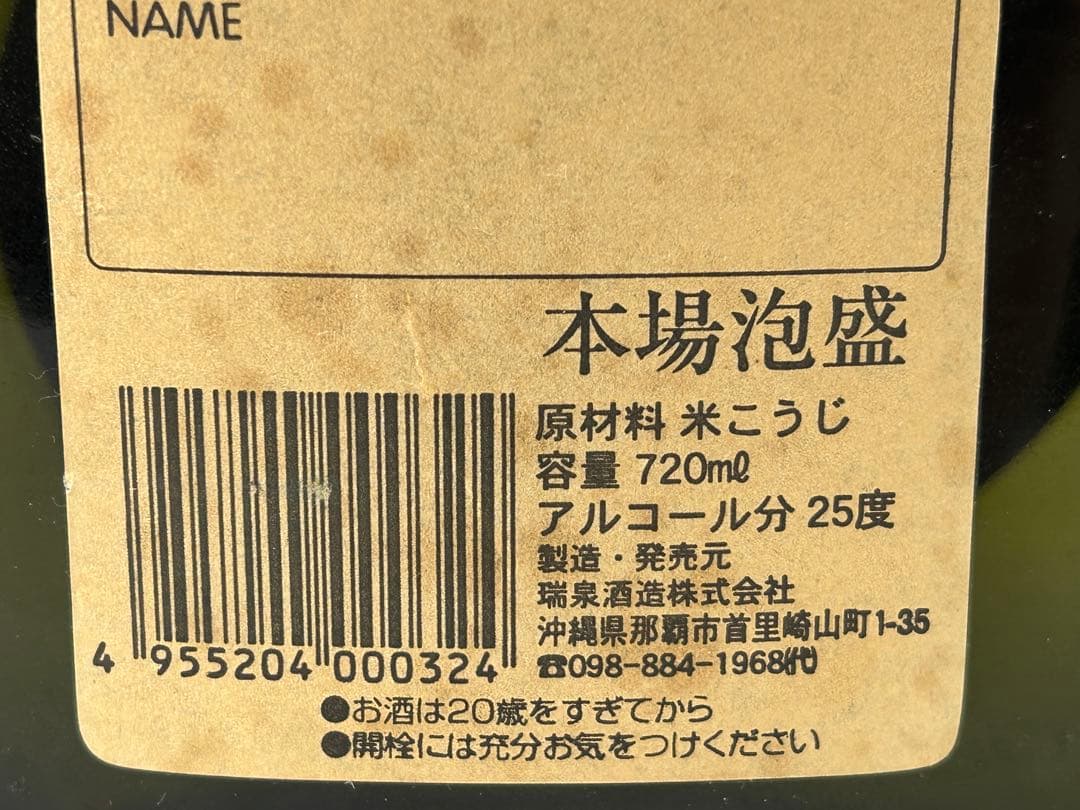 NAME
本場泡盛
原材料 米こうじ
容量 720mℓ
アルコール分 25度
製造・発売元
瑞泉酒造株式会社
沖縄県那覇市首里崎山町1-35
☎098-884-1968㈹
4 955204 000324
●お酒は20歳をすぎてから
●開栓には充分お気をつけください